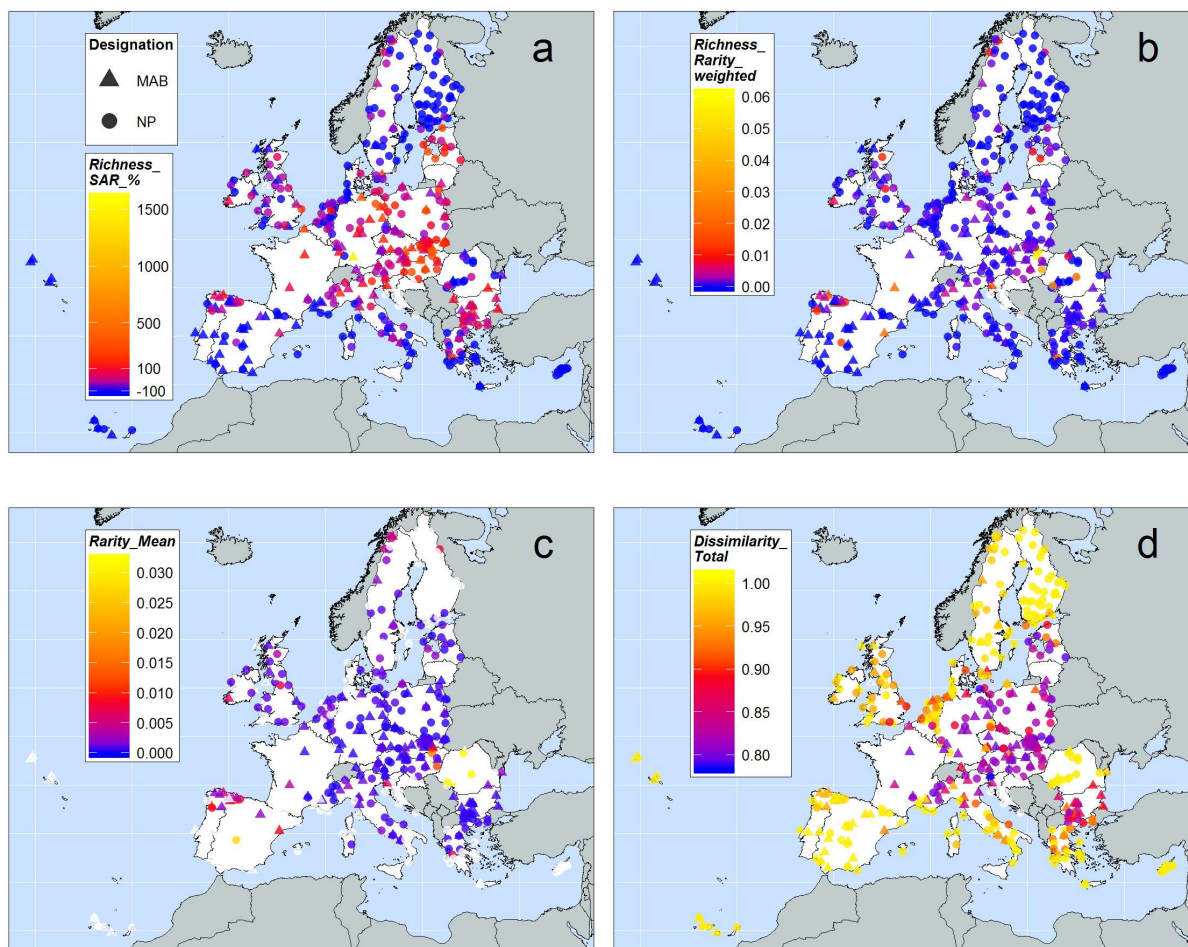 Designation
MAB
NP
Richness_
SAR_%
1500
1000
500
100
-100
a
Richness_
Rarity_
weighted
0.06
0.05
0.04
0.03
0.02
0.01
0.00
b
Rarity_Mean
0.030
0.025
0.020
0.015
0.010
0.005
0.000
c
Dissimilarity_
Total
1.00
0.95
0.90
0.85
0.80
d